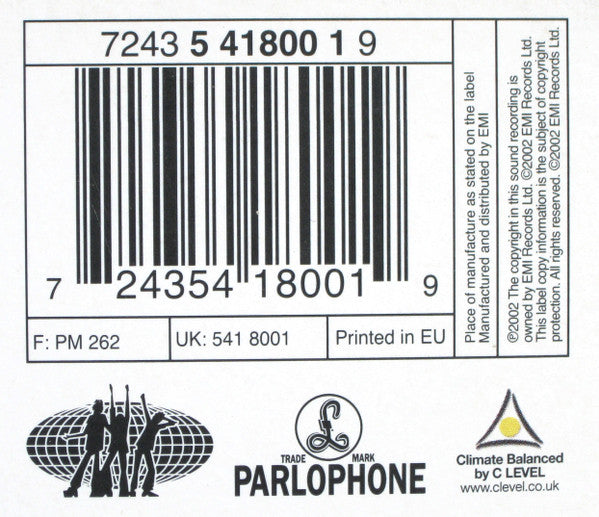 7243 5 41800 1 9
7 24354 18001 9
F: PM 262
UK: 541 8001
Printed in EU
Place of manufacture as stated on the label
Manufactured and distributed by EMI
℗2002 The copyright in this sound recording is
owned by EMI Records Ltd. ©2002 EMI Records Ltd.
This label copy information is the subject of copyright
protection. All rights reserved. ©2002 EMI Records Ltd.
TRADE MARK
PARLOPHONE
Climate Balanced
by C LEVEL
www.clevel.co.uk